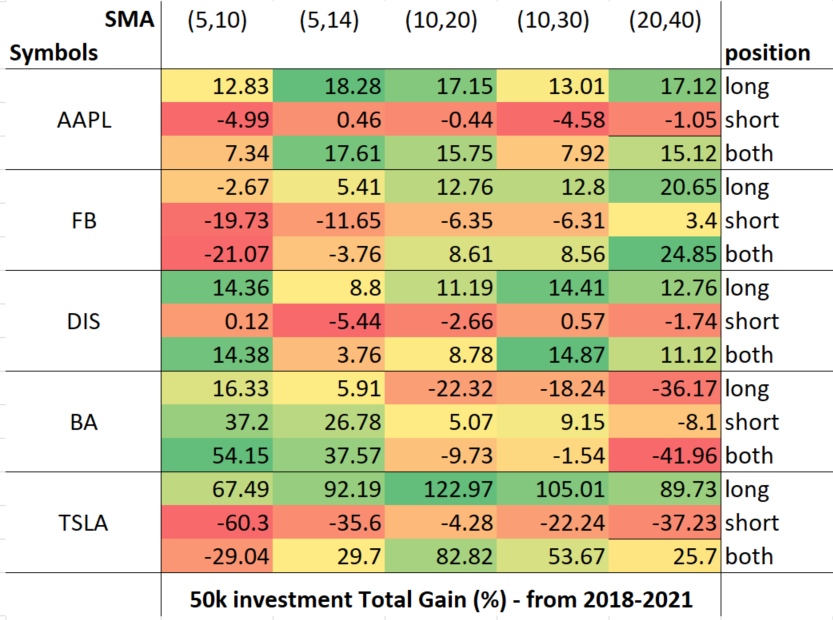 SMA (5,10) (5,14) (10,20) (10,30) (20,40)
Symbols position
12.83 18.28 17.15 13.01 17.12 long
AAPL -4.99 0.46 -0.44 -4.58 -1.05 short
7.34 17.61 15.75 7.92 15.12 both
-2.67 5.41 12.76 12.8 20.65 long
FB -19.73 -11.65 -6.35 -6.31 3.4 short
-21.07 -3.76 8.61 8.56 24.85 both
14.36 8.8 11.19 14.41 12.76 long
DIS 0.12 -5.44 -2.66 0.57 -1.74 short
14.38 3.76 8.78 14.87 11.12 both
16.33 5.91 -22.32 -18.24 -36.17 long
BA 37.2 26.78 5.07 9.15 -8.1 short
54.15 37.57 -9.73 -1.54 -41.96 both
67.49 92.19 122.97 105.01 89.73 long
TSLA -60.3 -35.6 -4.28 -22.24 -37.23 short
-29.04 29.7 82.82 53.67 25.7 both
50k investment Total Gain (%) - from 2018-2021